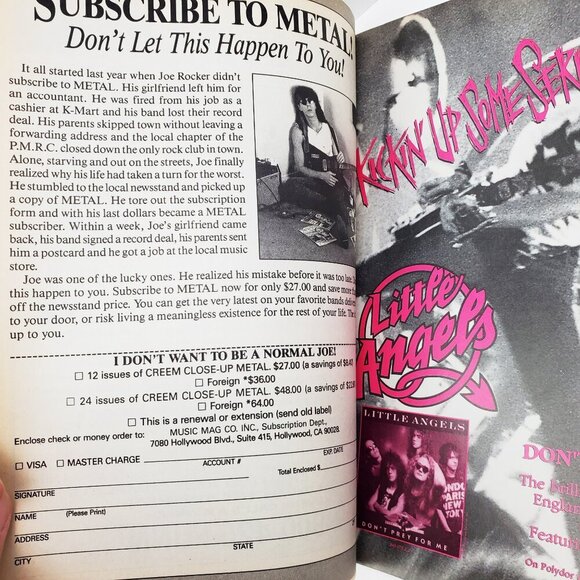 SUBSCRIBE TO METAL!
Don't Let This Happen To You!
It all started last year when Joe Rocker didn't
subscribe to METAL. His girlfriend left him for
an accountant. He was fired from his job as a
cashier at K-Mart and his band lost their record
deal. His parents skipped town without leaving a
forwarding address and the local chapter of the
P.M.R.C. closed down the only rock club in town.
Alone, starving and out on the streets, Joe finally
realized why his life had taken a turn for the worst.
He stumbled to the local newsstand and picked up
a copy of METAL. He tore out the subscription
form and with his last dollars became a METAL
subscriber. Within a week, Joe's girlfriend came
back, his band signed a record deal, his parents sent
him a postcard and he got a job at the local music
store.
Joe was one of the lucky ones. He realized his mistake before it was too late.
this happen to you. Subscribe to METAL now for only $27.00 and save more
off the newsstand price. You can get the very latest on your favorite bands
to your door, or risk living a meaningless existence for the rest of your life. The
up to you.
I DON'T WANT TO BE A NORMAL JOE!
12 issues of CREEM CLOSE-UP METAL. $27.00 (a savings of
Foreign *$36.00
24 issues of CREEM CLOSE-UP METAL. $48.00 (a savings of
Foreign *64.00
This is a renewal or extension (send old label)
Enclose check or money order to: MUSIC MAG CO. INC., Subscription Dept.,
7080 Hollywood Blvd., Suite 415, Hollywood, CA 90028.
VISA MASTER CHARGE ACCOUNT # EXP. DATE
Total Enclosed $
SIGNATURE
NAME (Please Print)
ADDRESS
CITY STATE
KICKIN' UP SOME
Little Angels
LITTLE ANGELS
LONDON
PARIS
NEW YORK
DON'T PREY FOR ME
DON'
The
On Polydor